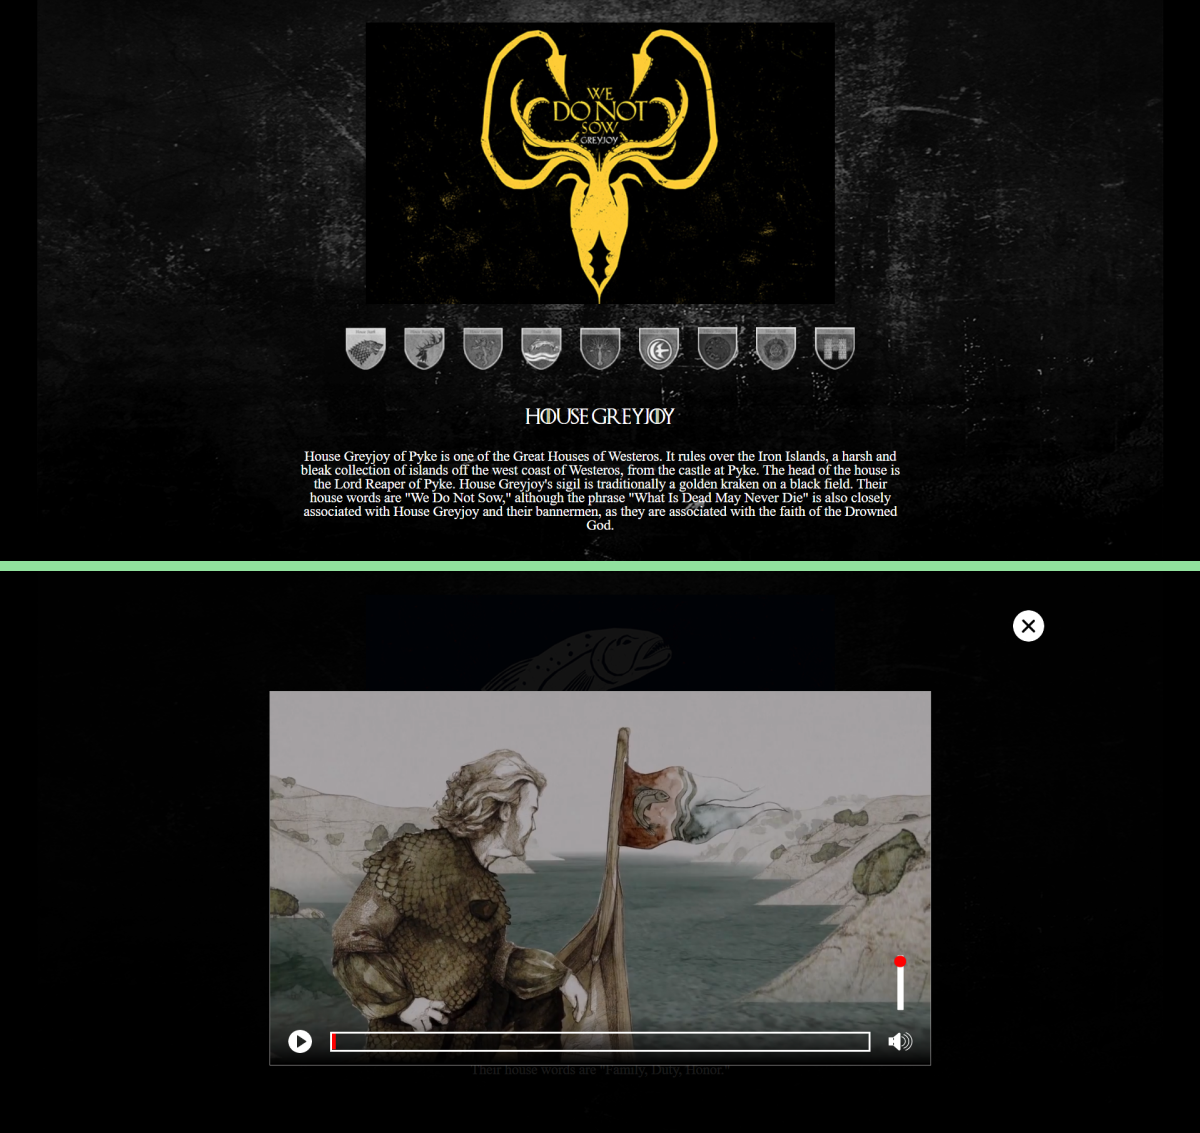 WE
DO NOT
SOW
GREYJOY
HOUSE GREYJOY
House Greyjoy of Pyke is one of the Great Houses of Westeros. It rules over the Iron Islands, a harsh and
bleak collection of islands off the west coast of Westeros, from the castle at Pyke. The head of the house is
the Lord Reaper of Pyke. House Greyjoy's sigil is traditionally a golden kraken on a black field. Their
house words are "We Do Not Sow," although the phrase "What Is Dead May Never Die" is also closely
associated with House Greyjoy and their bannermen, as they are associated with the faith of the Drowned
God.
Their house words are "Family, Duty, Honor."